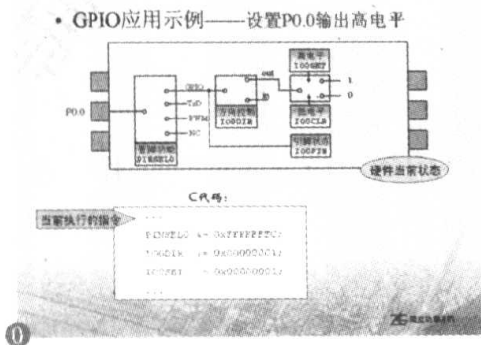 • GPIO应用示例——设置P0.0输出高电平
高电平
IO0SET
out
1
GPIO
TxD
in
0
P0.0
PWM
方向控制
IO0DIR
低电平
IO0CLR
NC
管脚功能
PINSEL0
引脚状态
IO0PIN
硬件当前状态
C代码:
当前执行的指令
...
PINSEL0 &= 0xFFFFFFFC;
IO0DIR |= 0x00000001;
IO0SET = 0x00000001;
...
0